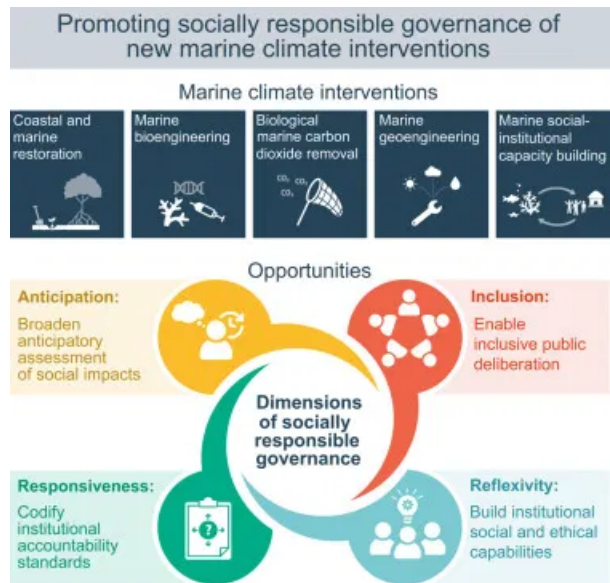 Promoting socially responsible governance of
new marine climate interventions
Marine climate interventions
Coastal and
marine
restoration
Marine
bioengineering
Biological
marine carbon
dioxide removal
CO₂
CO₂
CO₂
Marine
geoengineering
Marine social-
institutional
capacity building
Opportunities
Anticipation:
Broaden
anticipatory
assessment
of social impacts
Inclusion:
Enable
inclusive public
deliberation
Dimensions
of socially
responsible
governance
Responsiveness:
Codify
institutional
accountability
standards
?
Reflexivity:
Build institutional
social and ethical
capabilities